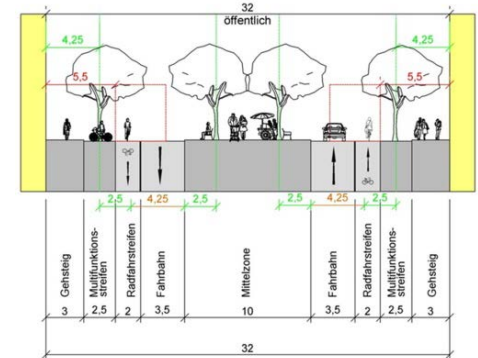 32
öffentlich
4,25
4,25
5,5
5,5
2,5
4,25
2,5
2,5
4,25
2,5
Gehsteig
Multifunktions-
streifen
Radfahrstreifen
Fahrbahn
Mittelzone
Fahrbahn
Radfahrstreifen
Multifunktions-
streifen
Gehsteig
3
2,5
2
3,5
10
3,5
2
2,5
3
32